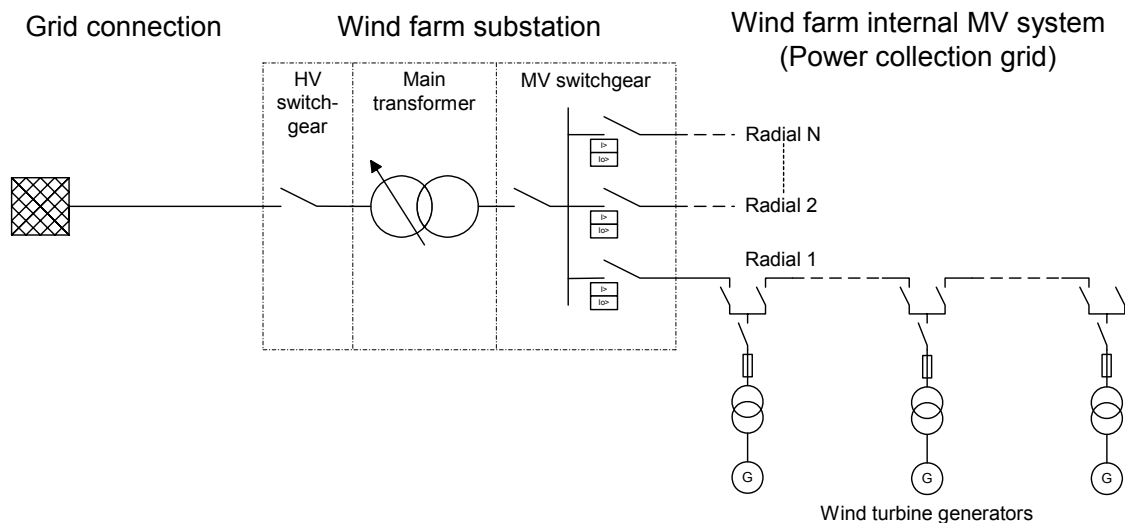 Grid connection
Wind farm substation
Wind farm internal MV system
(Power collection grid)
HV
switch-
gear
Main
transformer
MV switchgear
Radial N
I>
Io>
Radial 2
I>
Io>
Radial 1
I>
Io>
G
G
G
Wind turbine generators